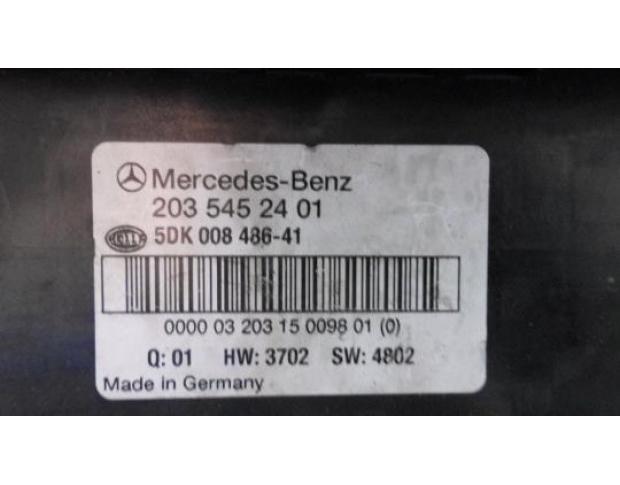 Mercedes-Benz
203 545 24 01
HELLA 5DK 008 486-41
0000 03 203 15 0098 01 (0)
Q: 01 HW: 3702 SW: 4802
Made in Germany